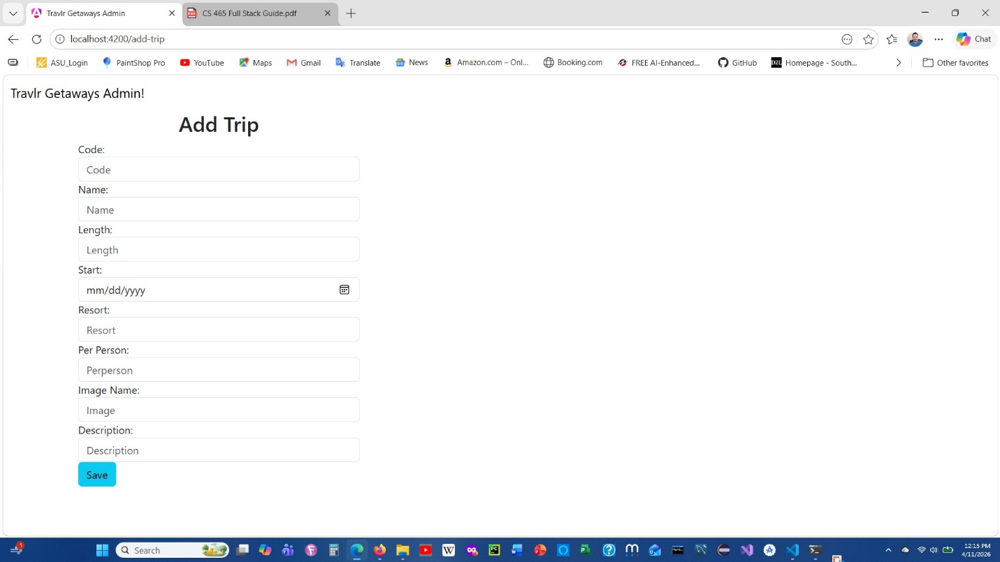 Travlr Getaways Admin
CS 465 Full Stack Guide.pdf
localhost:4200/add-trip
Chat
ASU_Login
PaintShop Pro
YouTube
Maps
Gmail
Translate
News
Amazon.com – Onl...
Booking.com
FREE AI-Enhanced...
GitHub
D2L
Homepage - South...
Other favorites
Travlr Getaways Admin!
Add Trip
Code:
Code
Name:
Name
Length:
Length
Start:
mm/dd/yyyy
Resort:
Resort
Per Person:
Perperson
Image Name:
Image
Description:
Description
Save
1
Search
12:15 PM
4/11/2026